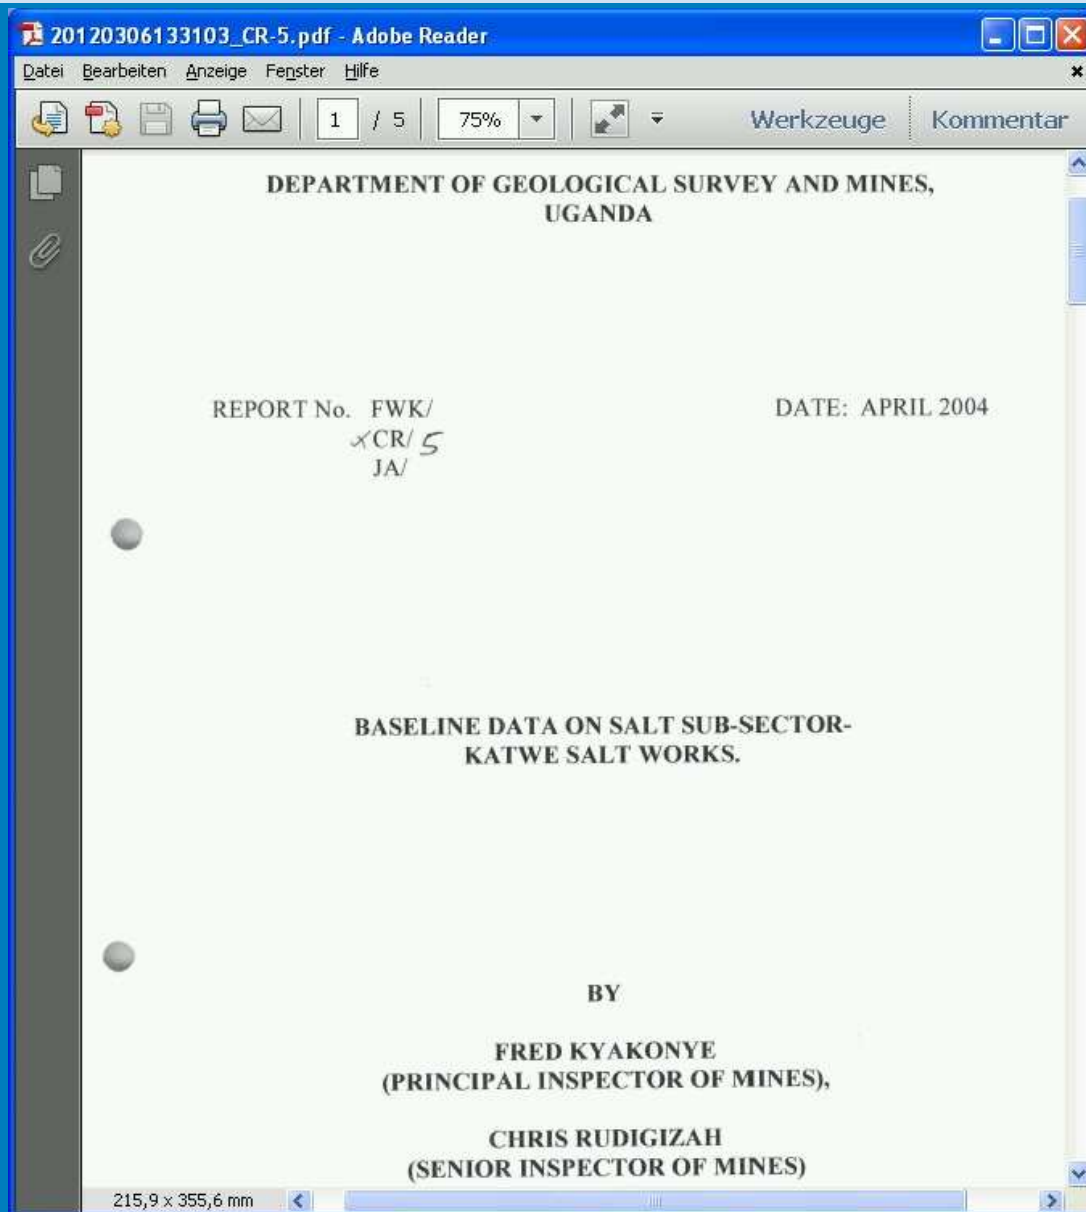 20120306133103_CR-5.pdf - Adobe Reader
Datei Bearbeiten Anzeige Fenster Hilfe
1 / 5 75% Werkzeuge Kommentar
DEPARTMENT OF GEOLOGICAL SURVEY AND MINES,
UGANDA
REPORT No. FWK/ DATE: APRIL 2004
xCR/ 5
JA/
BASELINE DATA ON SALT SUB-SECTOR-
KATWE SALT WORKS.
BY
FRED KYAKONYE
(PRINCIPAL INSPECTOR OF MINES),
CHRIS RUDIGIZAH
(SENIOR INSPECTOR OF MINES)
215,9 x 355,6 mm